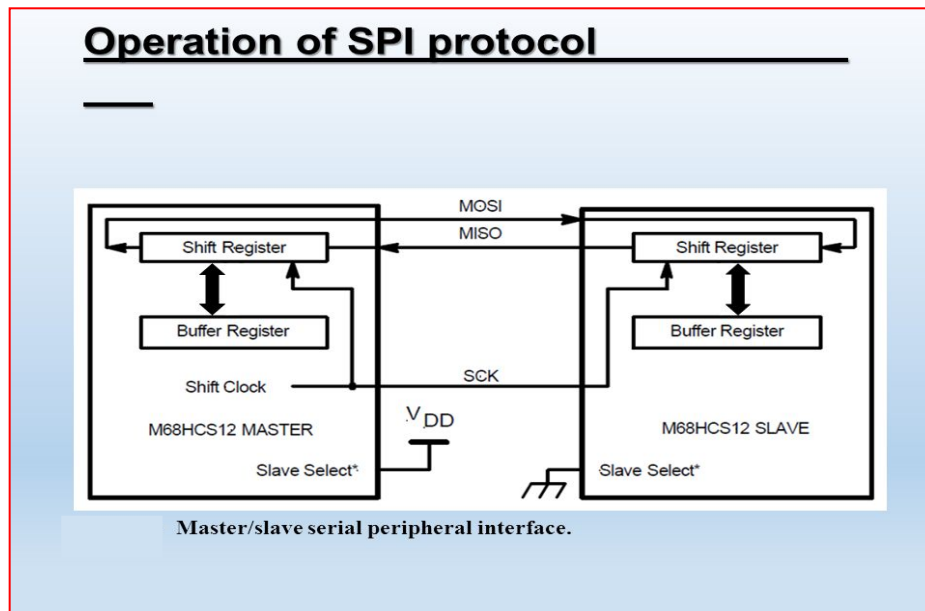 Operation of SPI protocol
MOSI
MISO
Shift Register
Shift Register
Buffer Register
Buffer Register
Shift Clock
SCK
M68HCS12 MASTER
VDD
M68HCS12 SLAVE
Slave Select*
Slave Select*
Master/slave serial peripheral interface.